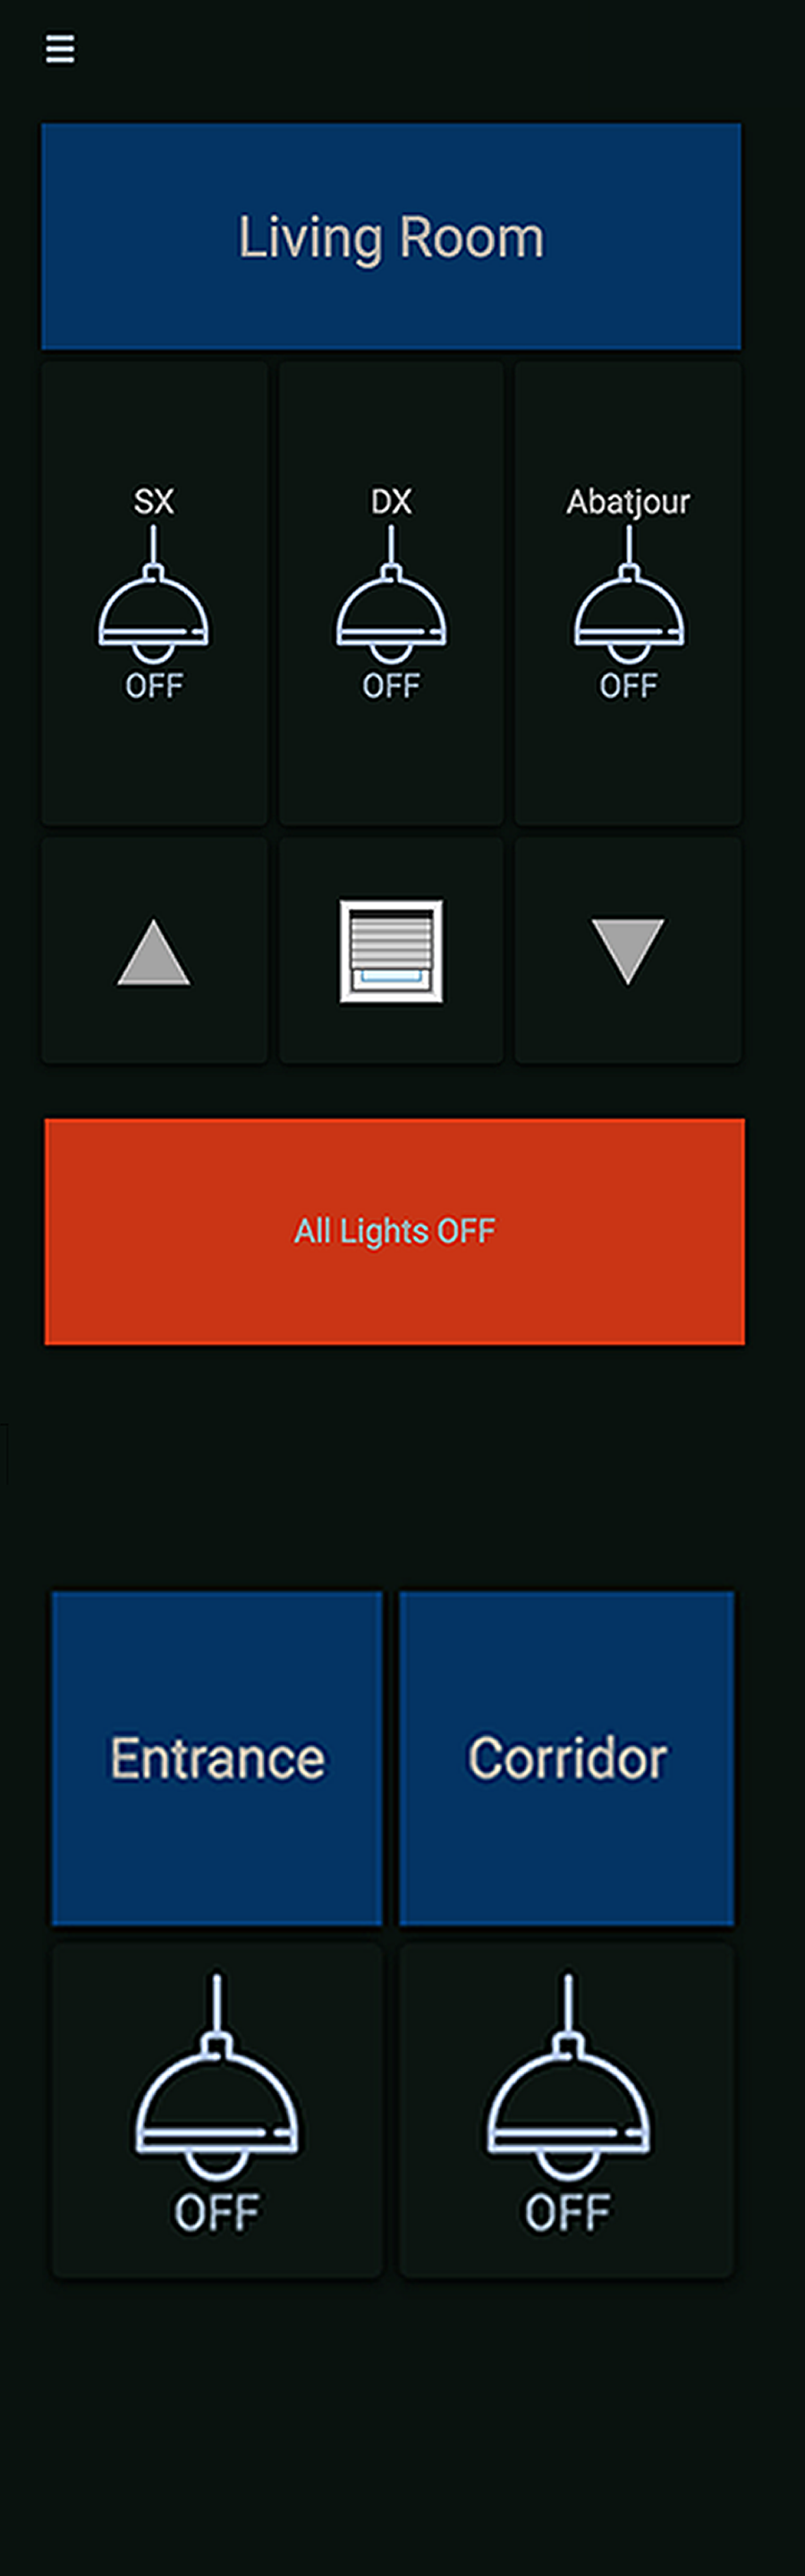 Living Room
SX
DX
Abatjour
OFF
OFF
OFF
All Lights OFF
Entrance
Corridor
OFF
OFF